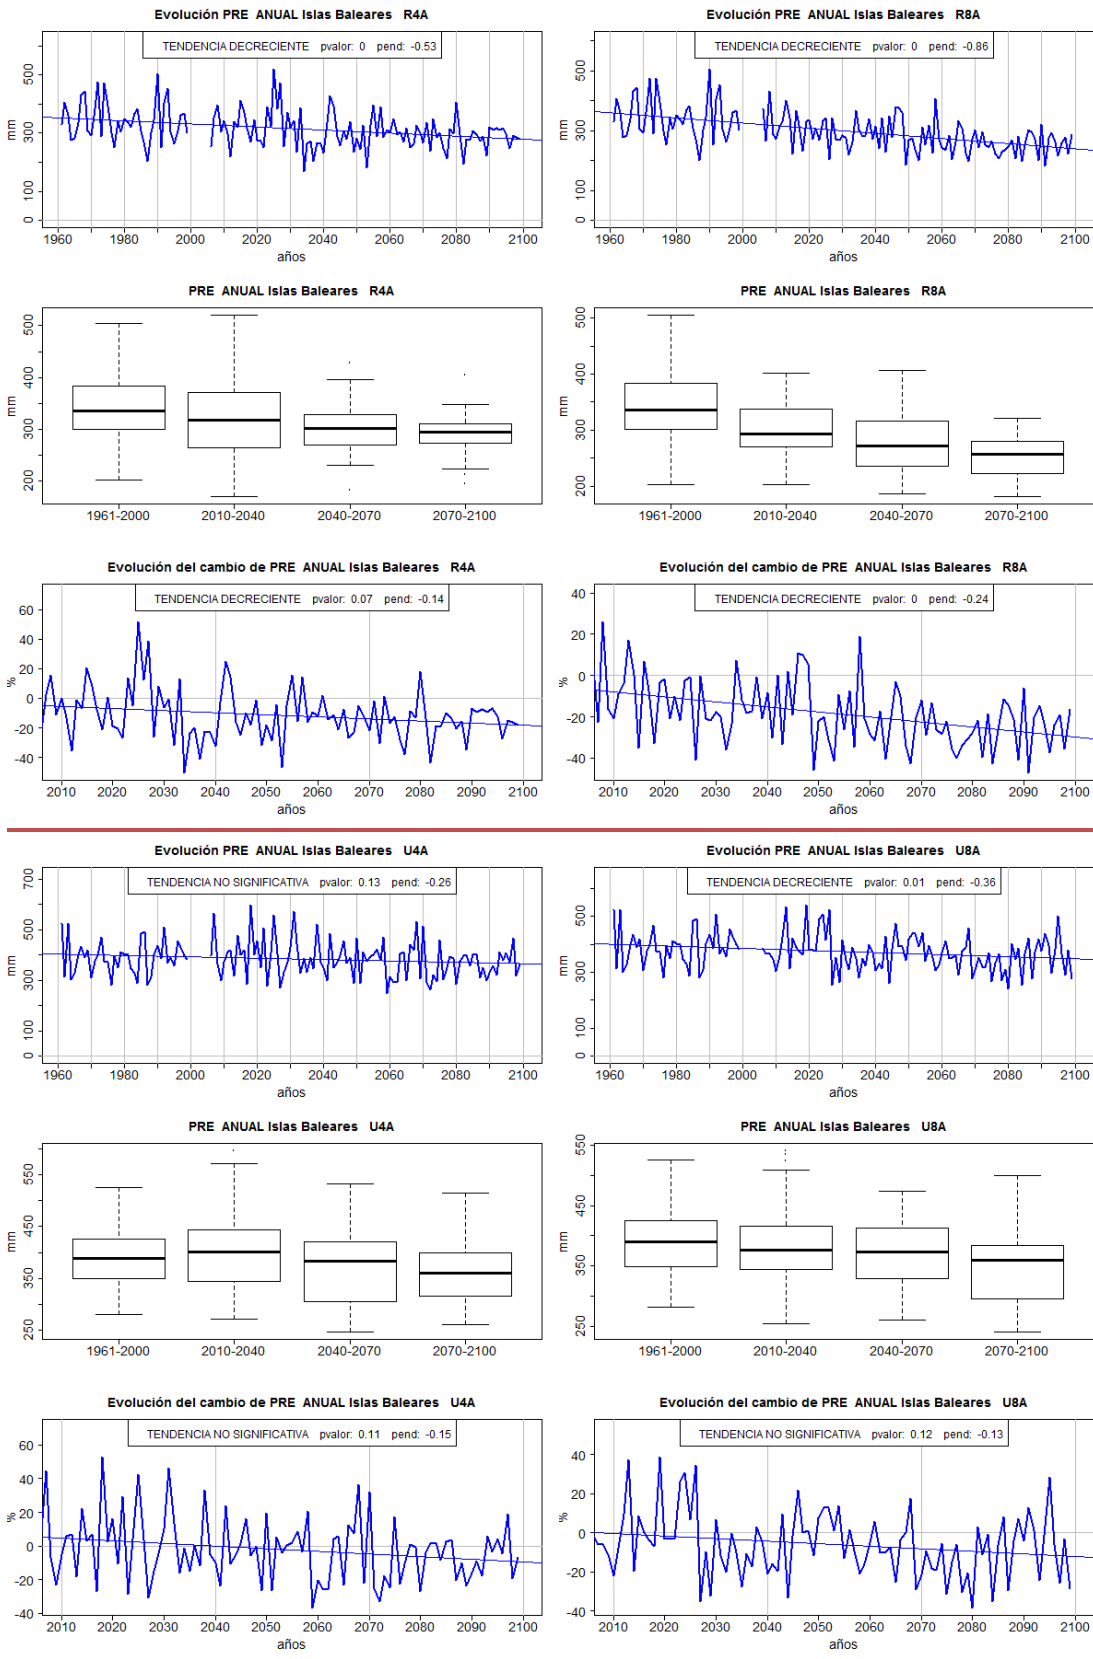 Evolución PRE ANUAL Islas Baleares R4A
TENDENCIA DECRECIENTE pvalor: 0 pend: -0.53
mm
500
300
100
0
1960 1980 2000 2020 2040 2060 2080 2100
años
Evolución PRE ANUAL Islas Baleares R8A
TENDENCIA DECRECIENTE pvalor: 0 pend: -0.86
mm
500
300
100
0
1960 1980 2000 2020 2040 2060 2080 2100
años
PRE ANUAL Islas Baleares R4A
mm
500
400
300
200
1961-2000 2010-2040 2040-2070 2070-2100
PRE ANUAL Islas Baleares R8A
mm
500
400
300
200
1961-2000 2010-2040 2040-2070 2070-2100
Evolución del cambio de PRE ANUAL Islas Baleares R4A
TENDENCIA DECRECIENTE pvalor: 0.07 pend: -0.14
%
60
40
20
0
-20
-40
2010 2020 2030 2040 2050 2060 2070 2080 2090 2100
años
Evolución del cambio de PRE ANUAL Islas Baleares R8A
TENDENCIA DECRECIENTE pvalor: 0 pend: -0.24
%
40
20
0
-20
-40
2010 2020 2030 2040 2050 2060 2070 2080 2090 2100
años
Evolución PRE ANUAL Islas Baleares U4A
TENDENCIA NO SIGNIFICATIVA pvalor: 0.13 pend: -0.26
mm
700
500
300
100
0
1960 1980 2000 2020 2040 2060 2080 2100
años
Evolución PRE ANUAL Islas Baleares U8A
TENDENCIA DECRECIENTE pvalor: 0.01 pend: -0.36
mm
500
300
100
0
1960 1980 2000 2020 2040 2060 2080 2100
años
PRE ANUAL Islas Baleares U4A
mm
550
450
350
250
1961-2000 2010-2040 2040-2070 2070-2100
PRE ANUAL Islas Baleares U8A
mm
550
450
350
250
1961-2000 2010-2040 2040-2070 2070-2100
Evolución del cambio de PRE ANUAL Islas Baleares U4A
TENDENCIA NO SIGNIFICATIVA pvalor: 0.11 pend: -0.15
%
60
40
20
0
-20
-40
2010 2020 2030 2040 2050 2060 2070 2080 2090 2100
años
Evolución del cambio de PRE ANUAL Islas Baleares U8A
TENDENCIA NO SIGNIFICATIVA pvalor: 0.12 pend: -0.13
%
40
20
0
-20
-40
2010 2020 2030 2040 2050 2060 2070 2080 2090 2100
años